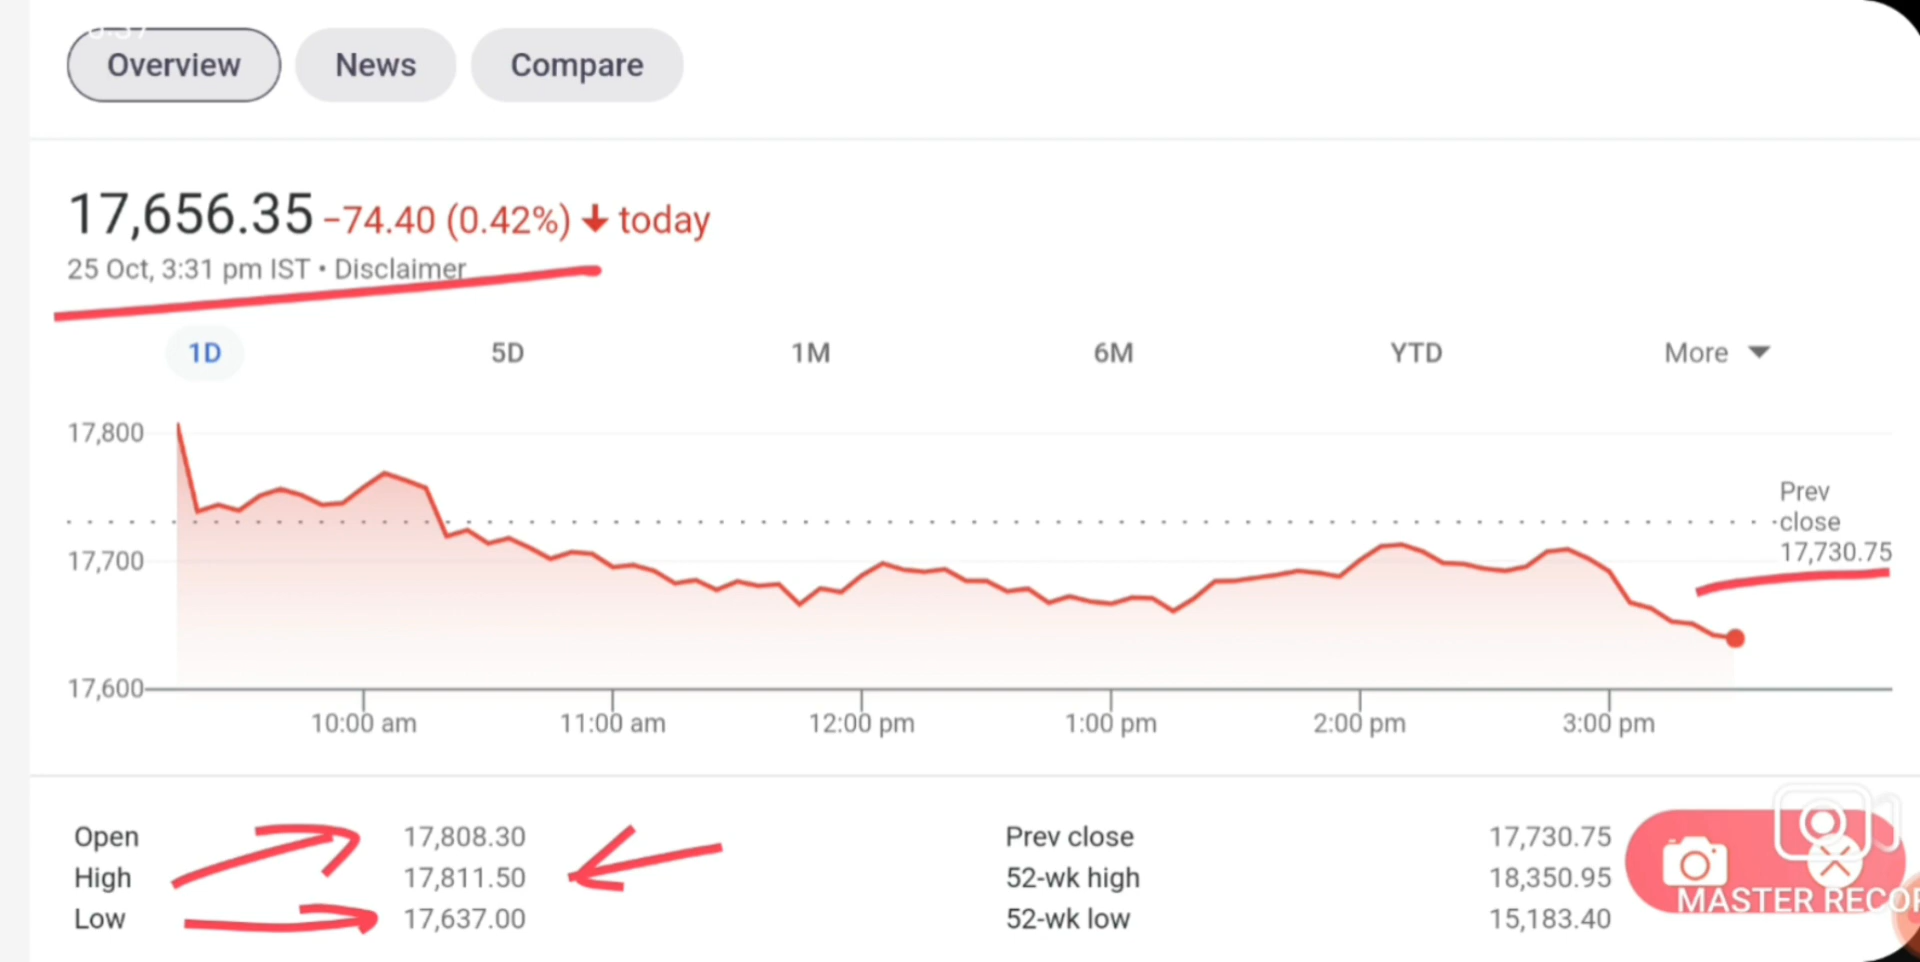 Overview News Compare
17,656.35 −74.40 (0.42%) ↓ today
25 Oct, 3:31 pm IST • Disclaimer
1D 5D 1M 6M YTD More
17,800
Prev
close
17,730.75
17,700
17,600
10:00 am 11:00 am 12:00 pm 1:00 pm 2:00 pm 3:00 pm
Open 17,808.30 Prev close 17,730.75
High 17,811.50 52-wk high 18,350.95
Low 17,637.00 52-wk low 15,183.40
MASTER RECOR